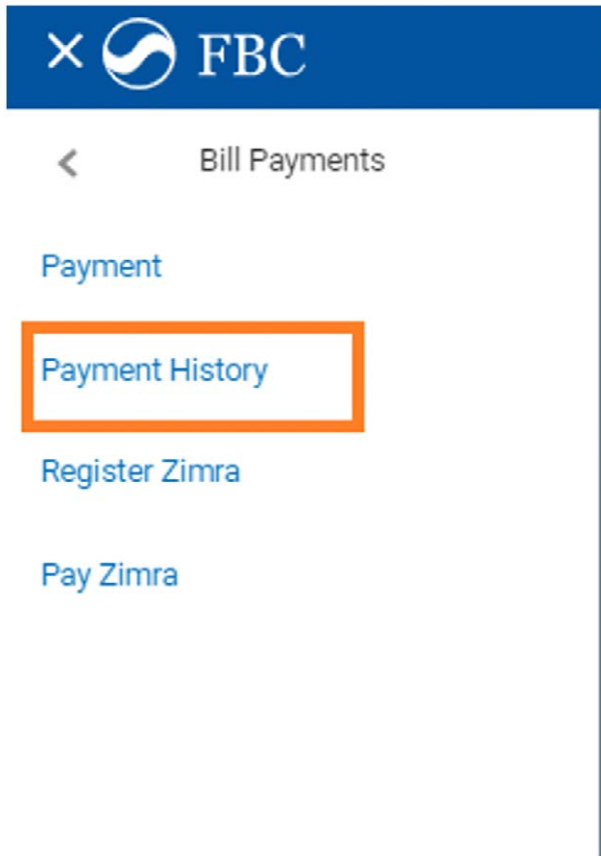 FBC
Bill Payments
Payment
Payment History
Register Zimra
Pay Zimra